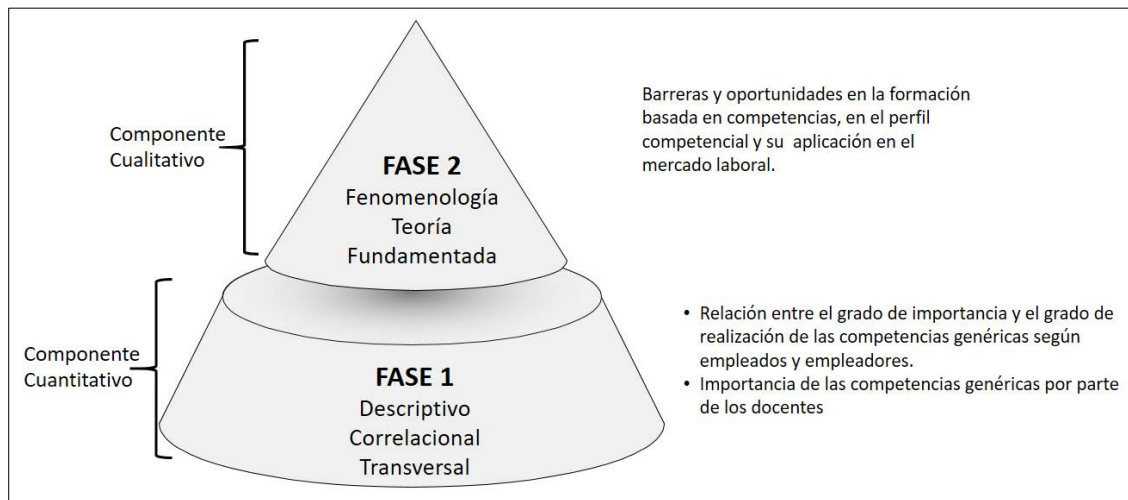 Componente
Cualitativo
FASE 2
Fenomenología
Teoría
Fundamentada
Barreras y oportunidades en la formación
basada en competencias, en el perfil
competencial y su aplicación en el
mercado laboral.
Componente
Cuantitativo
FASE 1
Descriptivo
Correlacional
Transversal
• Relación entre el grado de importancia y el grado de
realización de las competencias genéricas según
empleados y empleadores.
• Importancia de las competencias genéricas por parte
de los docentes